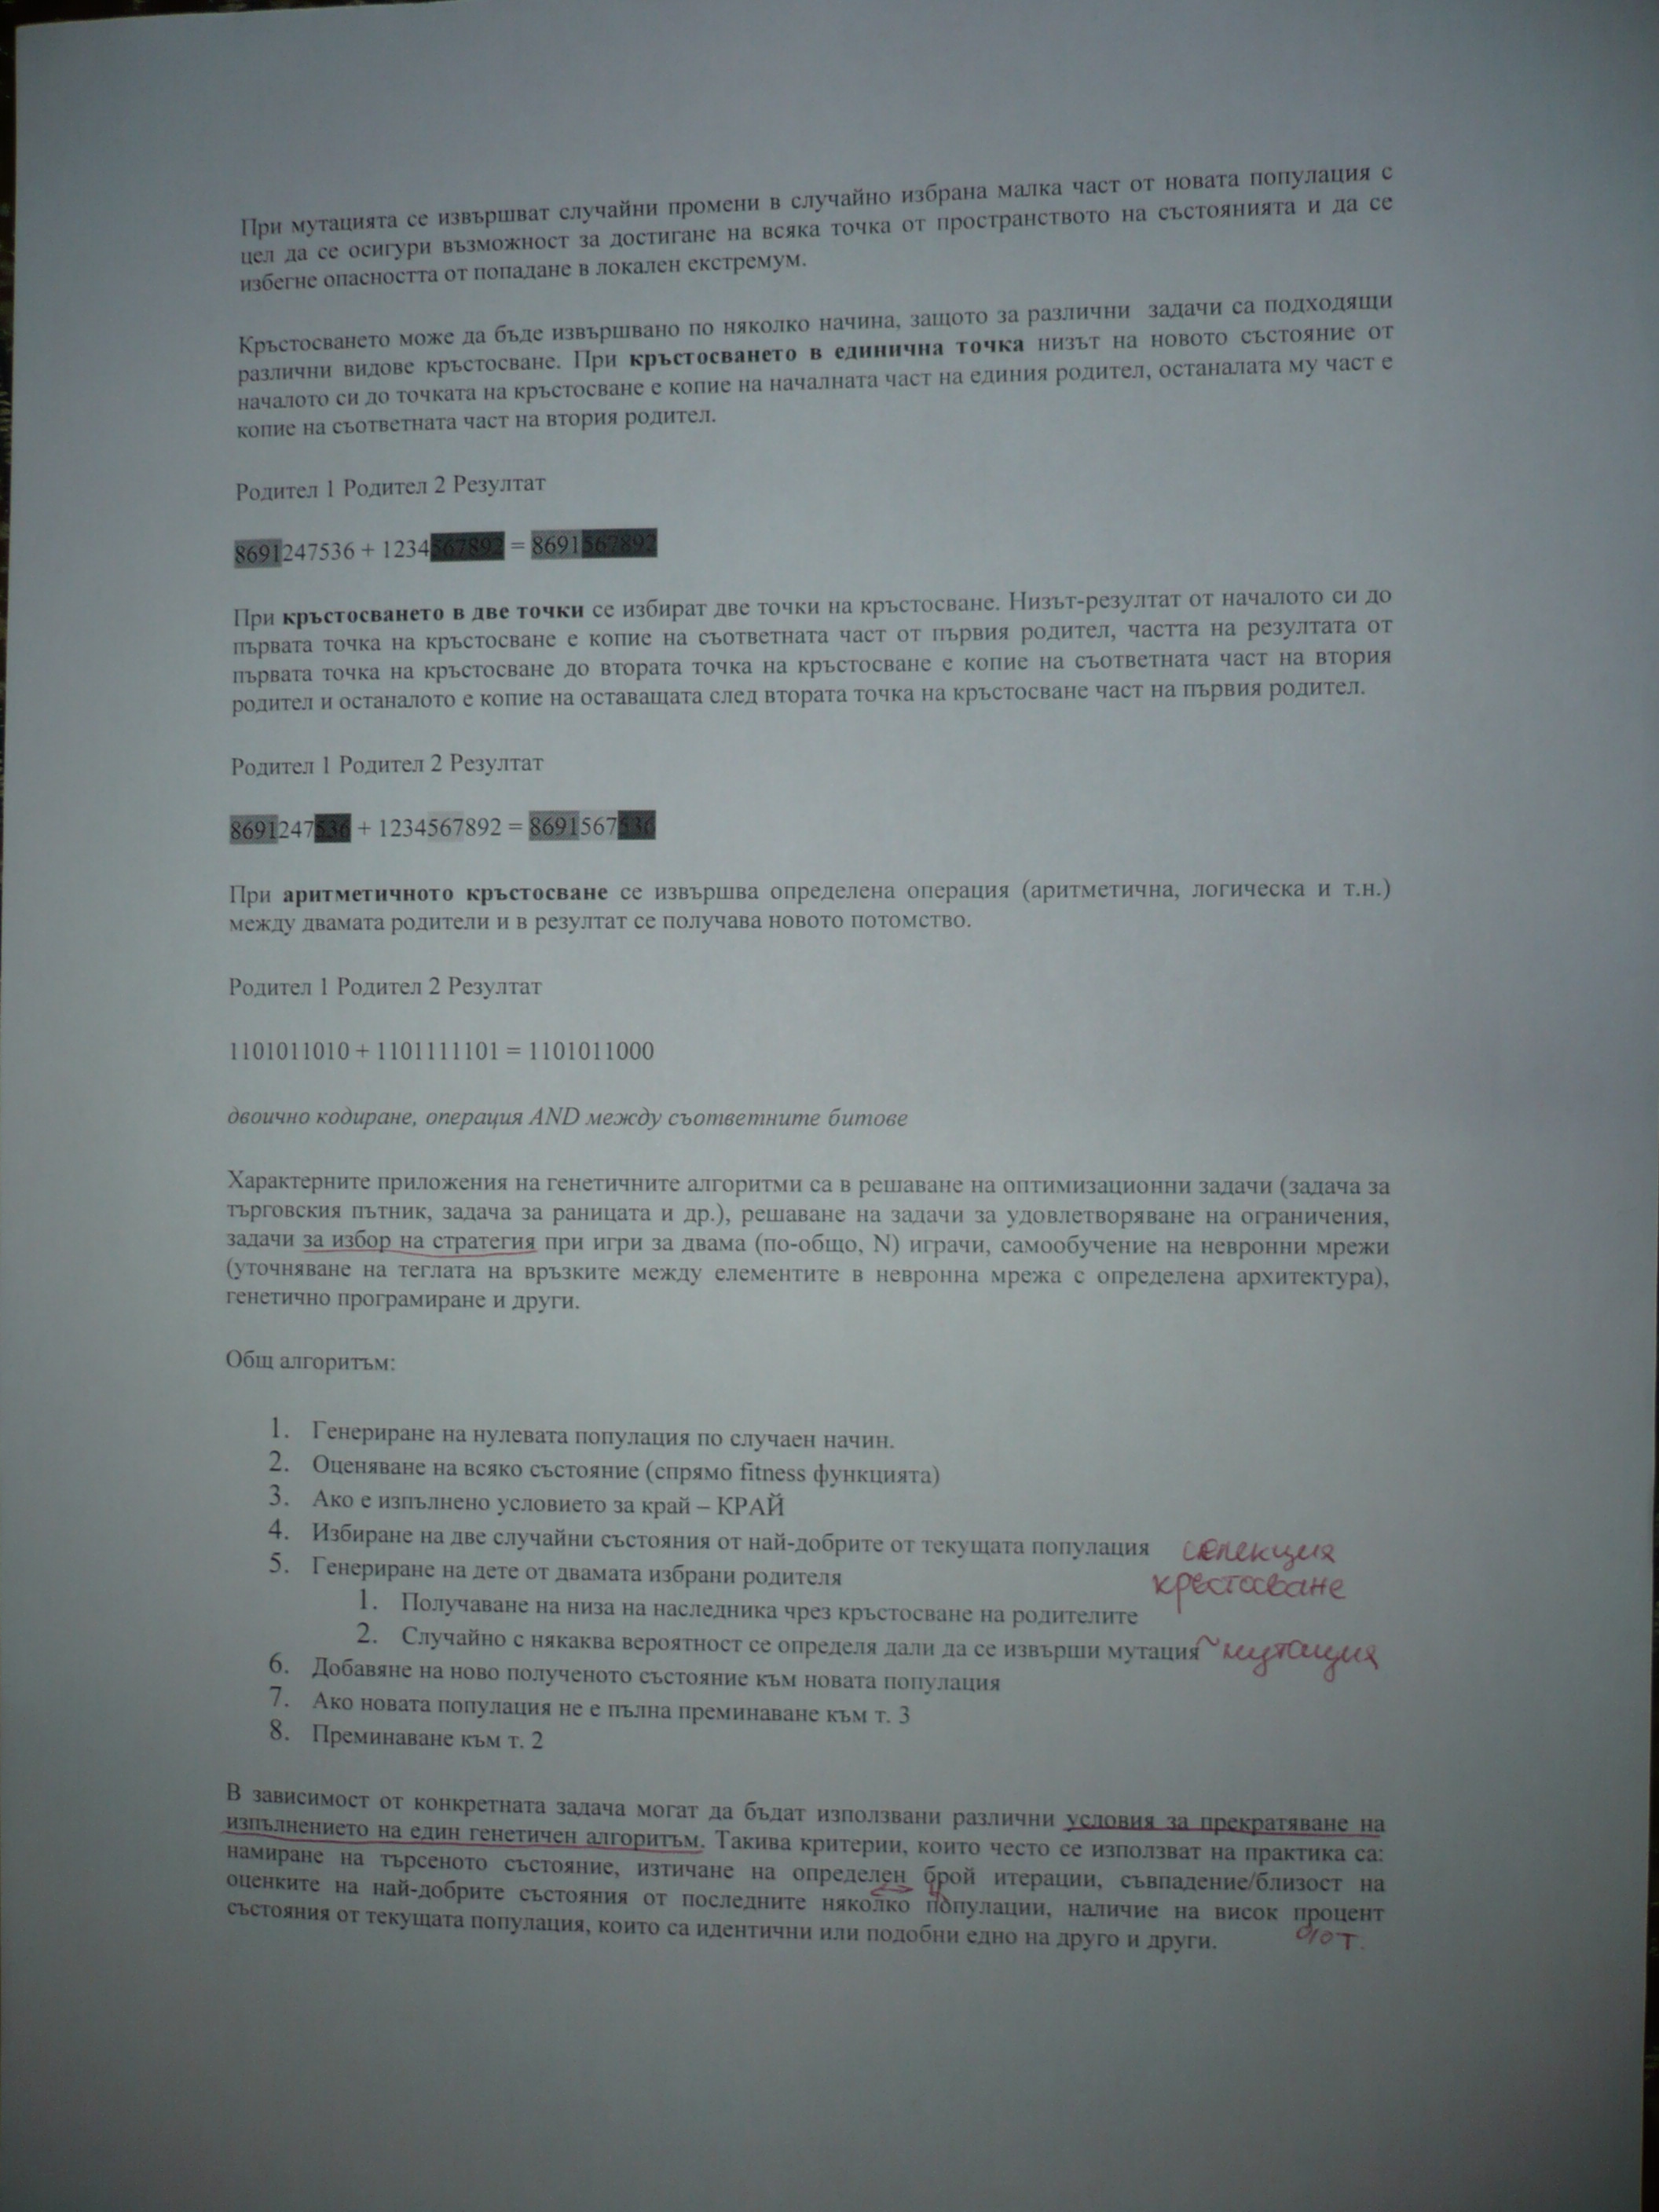 При мутацията се извършват случайни промени в случайно избрана малка част от новата популация с
цел да се осигури възможност за достигане на всяка точка от пространството на състоянията и да се
избегне опасността от попадане в локален екстремум.
Кръстосването може да бъде извършвано по няколко начина, защото за различни задачи са подходящи
различни видове кръстосване. При кръстосването в единична точка низът на новото състояние от
началото си до точката на кръстосване е копие на началната част на единия родител, останалата му част е
копие на съответната част на втория родител.
Родител 1 Родител 2 Резултат
8691247536 + 1234567892 = 8691567892
При кръстосването в две точки се избират две точки на кръстосване. Низът-резултат от началото си до
първата точка на кръстосване е копие на съответната част от първия родител, частта на резултата от
първата точка на кръстосване до втората точка на кръстосване е копие на съответната част на втория
родител и останалото е копие на оставащата след втората точка на кръстосване част на първия родител.
Родител 1 Родител 2 Резултат
8691247536 + 1234567892 = 8691567536
При аритметичното кръстосване се извършва определена операция (аритметична, логическа и т.н.)
между двамата родители и в резултат се получава новото потомство.
Родител 1 Родител 2 Резултат
1101011010 + 1101111101 = 1101011000
двоично кодиране, операция AND между съответните битове
Характерните приложения на генетичните алгоритми са в решаване на оптимизационни задачи (задача за
търговския пътник, задача за раницата и др.), решаване на задачи за удовлетворяване на ограничения,
задачи за избор на стратегия при игри за двама (по-общо, N) играчи, самообучение на невронни мрежи
(уточняване на теглата на връзките между елементите в невронна мрежа с определена архитектура),
генетично програмиране и други.
Общ алгоритъм:
1. Генериране на нулевата популация по случаен начин.
2. Оценяване на всяко състояние (спрямо fitness функцията)
3. Ако е изпълнено условието за край – КРАЙ
4. Избиране на две случайни състояния от най-добрите от текущата популация селекция
5. Генериране на дете от двамата избрани родителя кръстосване
1. Получаване на низа на наследника чрез кръстосване на родителите
2. Случайно с някаква вероятност се определя дали да се извърши мутация ~ мутация
6. Добавяне на ново полученото състояние към новата популация
7. Ако новата популация не е пълна преминаване към т. 3
8. Преминаване към т. 2
В зависимост от конкретната задача могат да бъдат използвани различни условия за прекратяване на
изпълнението на един генетичен алгоритъм. Такива критерии, които често се използват на практика са:
намиране на търсеното състояние, изтичане на определен брой итерации, съвпадение/близост на
оценките на най-добрите състояния от последните няколко популации, наличие на висок процент
състояния от текущата популация, които са идентични или подобни едно на друго и други.